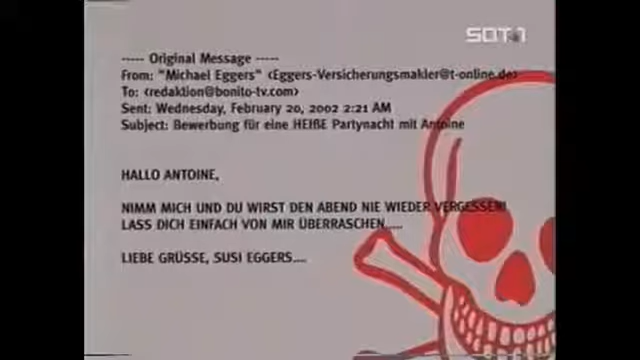 SAT.1
----- Original Message -----
From: "Michael Eggers" <Eggers-Versicherungsmakler@t-online.de>
To: <redaktion@bonito-tv.com>
Sent: Wednesday, February 20, 2002 2:21 AM
Subject: Bewerbung für eine HEIßE Partynacht mit Antoine
HALLO ANTOINE,
NIMM MICH UND DU WIRST DEN ABEND NIE WIEDER VERGESSEN!
LASS DICH EINFACH VON MIR ÜBERRASCHEN.....
LIEBE GRÜSSE, SUSI EGGERS....